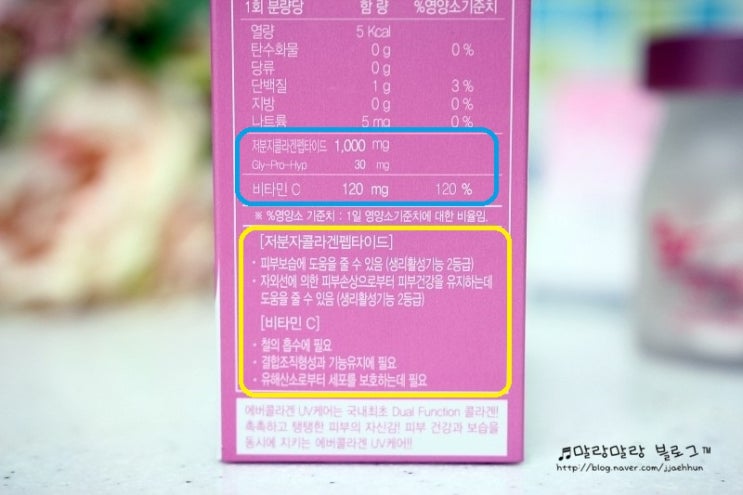 1회 분량당 함 량 %영양소기준치
열량 5 Kcal
탄수화물 0 g 0 %
당류 0 g
단백질 1 g 3 %
지방 0 g 0 %
나트륨 5 mg 0 %
저분자콜라겐펩타이드 1,000 mg
Gly-Pro-Hyp 30 mg
비타민 C 120 mg 120 %
※ %영양소 기준치 : 1일 영양소기준치에 대한 비율임.
[저분자콜라겐펩타이드]
· 피부보습에 도움을 줄 수 있음 (생리활성기능 2등급)
· 자외선에 의한 피부손상으로부터 피부건강을 유지하는데
도움을 줄 수 있음 (생리활성기능 2등급)
[비타민 C]
· 철의 흡수에 필요
· 결합조직형성과 기능유지에 필요
· 유해산소로부터 세포를 보호하는데 필요
에버콜라겐 UV케어는 국내최초 Dual Function 콜라겐!
촉촉하고 탱탱한 피부의 자신감! 피부 건강과 보습을
동시에 지키는 에버콜라겐 UV케어!!
♬말랑말랑 블로그™
http://blog.naver.com/jjaehhun